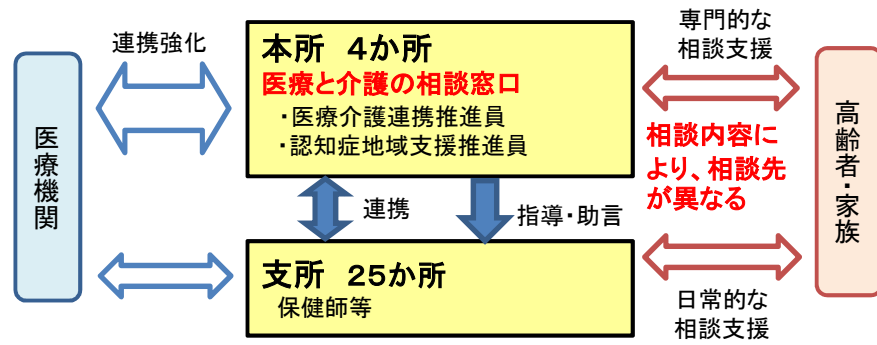 連携強化
医療機関
本所 4か所
医療と介護の相談窓口
・医療介護連携推進員
・認知症地域支援推進員
連携
指導・助言
支所 25か所
保健師等
専門的な
相談支援
相談内容に
より、相談先
が異なる
日常的な
相談支援
高齢者・家族